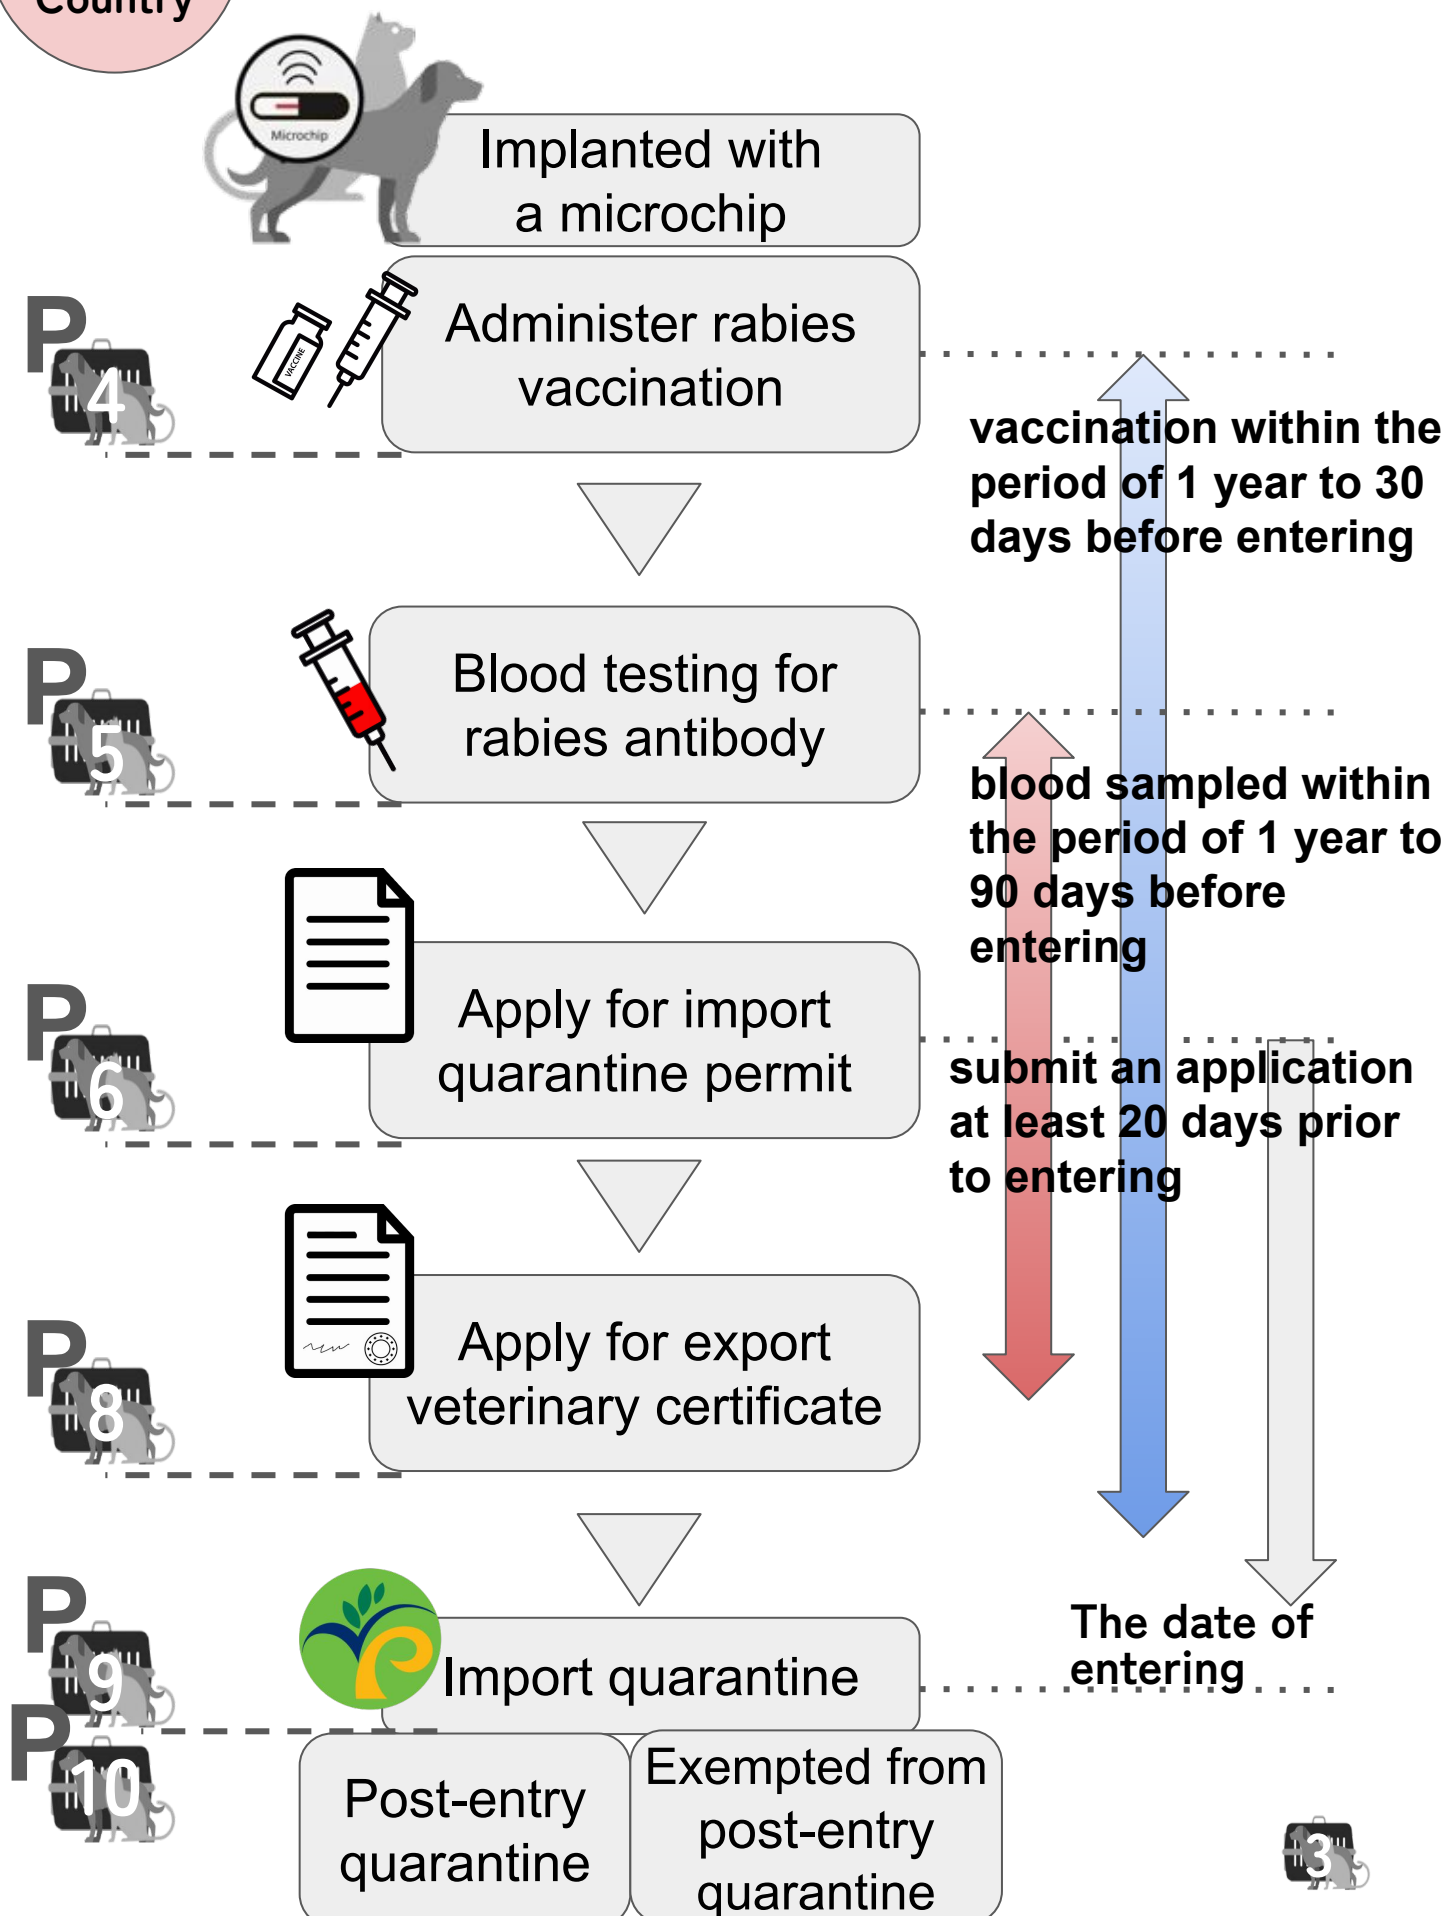 Country
Microchip
Implanted with
a microchip
P
4
VACCINE
Administer rabies
vaccination
vaccination within the
period of 1 year to 30
days before entering
P
5
Blood testing for
rabies antibody
blood sampled within
the period of 1 year to
90 days before
entering
P
6
Apply for import
quarantine permit
submit an application
at least 20 days prior
to entering
P
8
Apply for export
veterinary certificate
The date of
entering
P
9
Import quarantine
P
10
Post-entry
quarantine
Exempted from
post-entry
quarantine
3